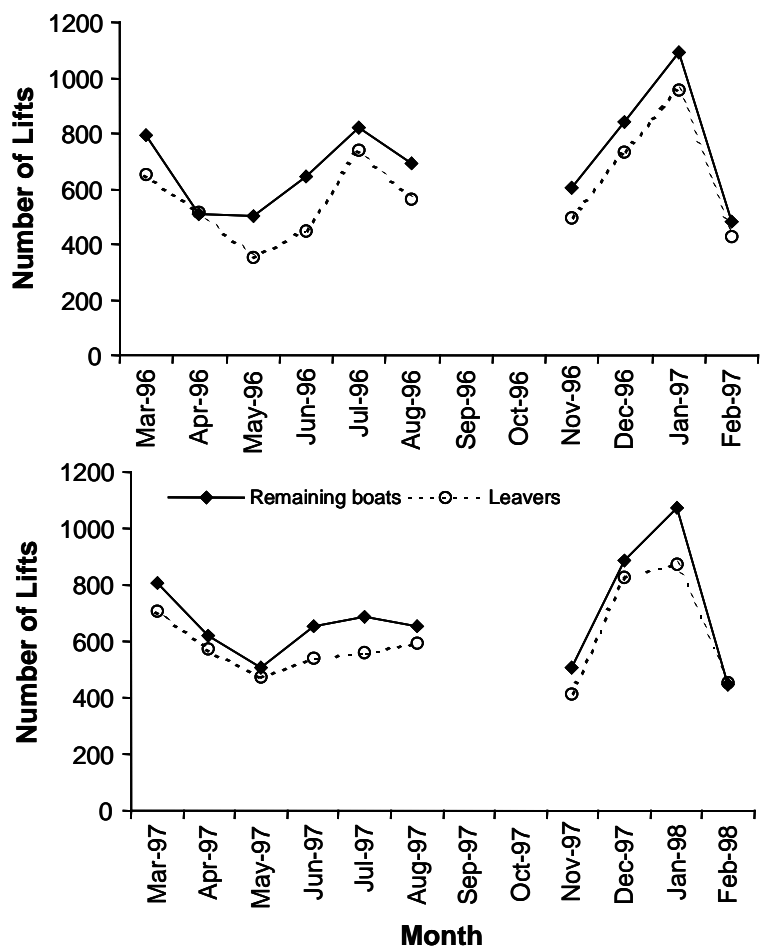 1200
1000
800
600
400
200
0
Number of Lifts
Mar-96
Apr-96
May-96
Jun-96
Jul-96
Aug-96
Sep-96
Oct-96
Nov-96
Dec-96
Jan-97
Feb-97
1200
1000
800
600
400
200
0
Number of Lifts
Remaining boats Leavers
Mar-97
Apr-97
May-97
Jun-97
Jul-97
Aug-97
Sep-97
Oct-97
Nov-97
Dec-97
Jan-98
Feb-98
Month